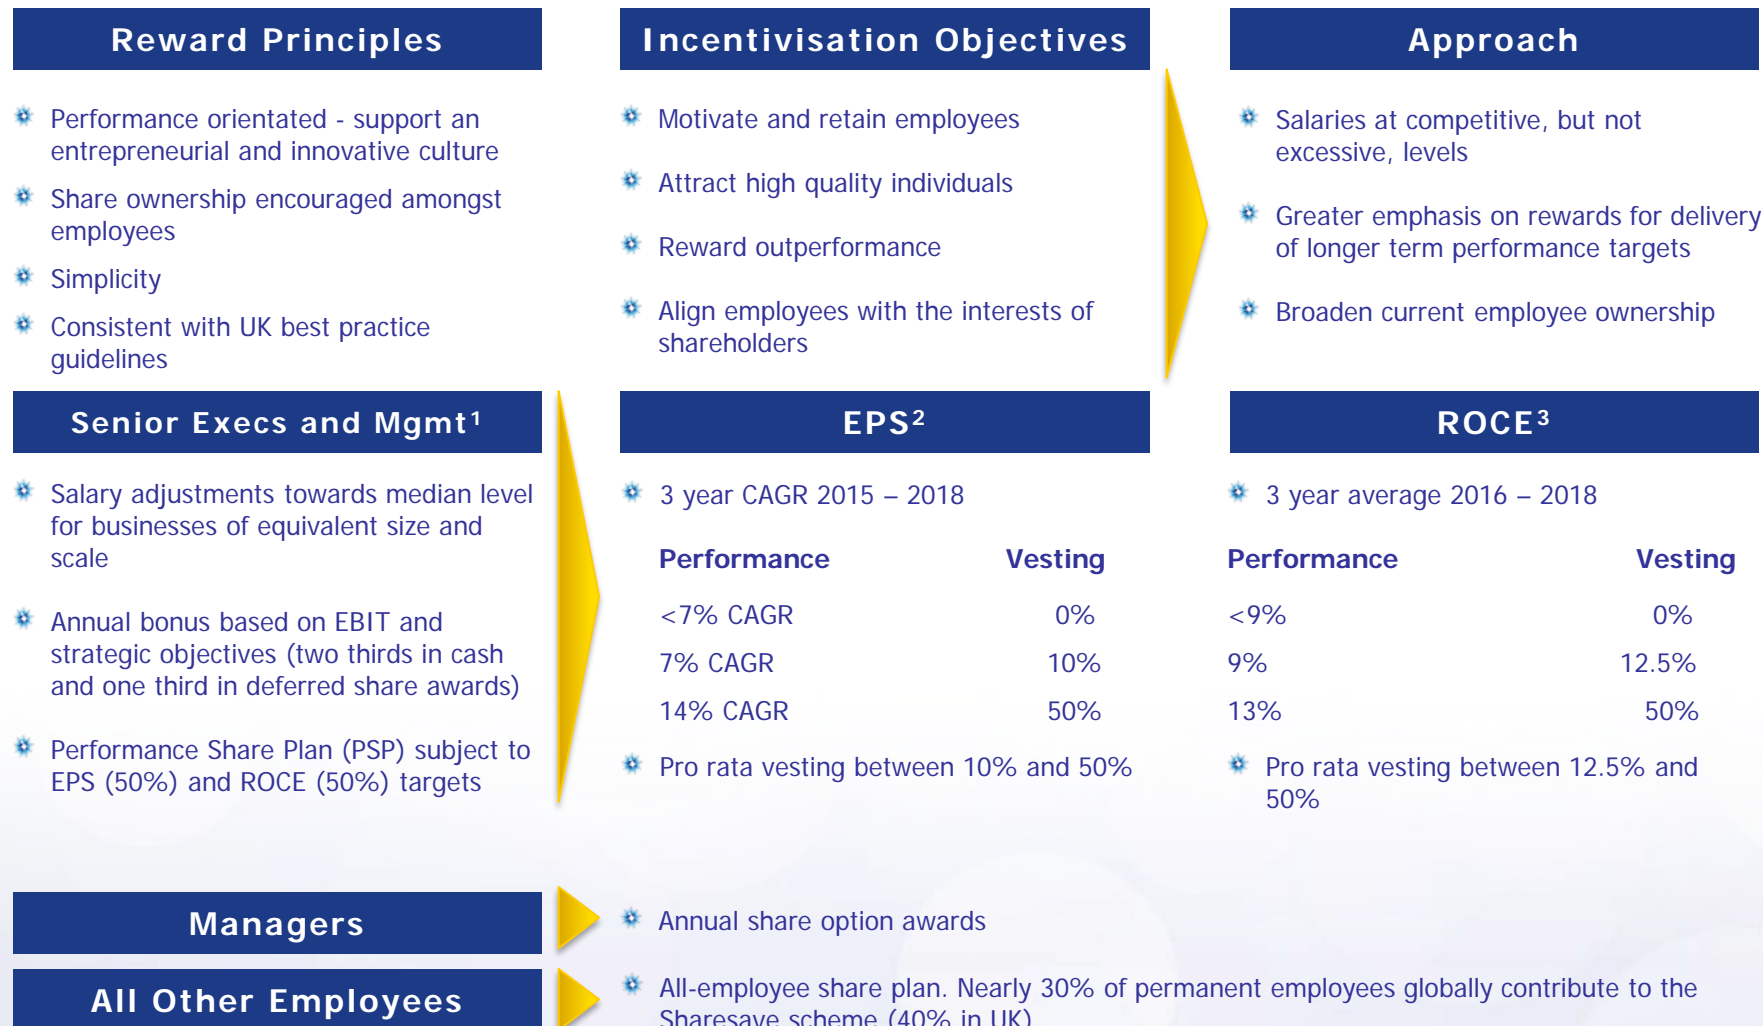 Reward Principles
Performance orientated - support an
entrepreneurial and innovative culture
Share ownership encouraged amongst
employees
Simplicity
Consistent with UK best practice
guidelines
Incentivisation Objectives
Motivate and retain employees
Attract high quality individuals
Reward outperformance
Align employees with the interests of
shareholders
Approach
Salaries at competitive, but not
excessive, levels
Greater emphasis on rewards for delivery
of longer term performance targets
Broaden current employee ownership
Senior Execs and Mgmt¹
Salary adjustments towards median level
for businesses of equivalent size and
scale
Annual bonus based on EBIT and
strategic objectives (two thirds in cash
and one third in deferred share awards)
Performance Share Plan (PSP) subject to
EPS (50%) and ROCE (50%) targets
EPS²
3 year CAGR 2015 – 2018
Performance Vesting
<7% CAGR 0%
7% CAGR 10%
14% CAGR 50%
Pro rata vesting between 10% and 50%
ROCE³
3 year average 2016 – 2018
Performance Vesting
<9% 0%
9% 12.5%
13% 50%
Pro rata vesting between 12.5% and
50%
Managers
Annual share option awards
All Other Employees
All-employee share plan. Nearly 30% of permanent employees globally contribute to the
Sharesave scheme (40% in UK)